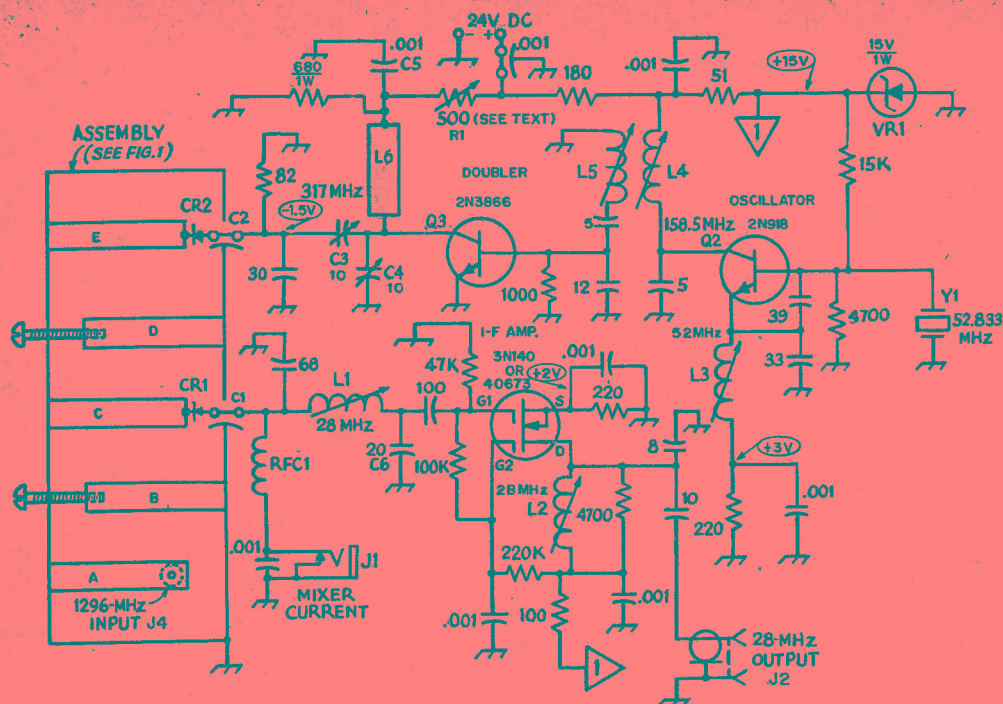 24V DC
- +
.001
C5
.001
680
1W
180
.001
51
+15V
15V
1W
VR1
500 (SEE TEXT)
R1
1
ASSEMBLY
(SEE FIG.1)
82
317 MHz
L6
DOUBLER
2N3866
L5
L4
15K
CR2
C2
-1.5V
E
Q3
5
158.5 MHz
OSCILLATOR
2N918
Q2
30
C3
10
C4
10
1000
12
5
39
4700
Y1
52.833
MHz
D
I-F AMP.
3N140
OR
40673
52MHz
33
68
47K
.001
+2V
L3
CR1
C1
L1
28 MHz
100
G1
S
220
C
20
C6
100K
G2
D
8
+3V
RFC1
B
28MHz
L2
4700
10
220
.001
.001
J1
220K
A
1296-MHz
INPUT J4
MIXER
CURRENT
.001
100
.001
1
28-MHz
OUTPUT
J2